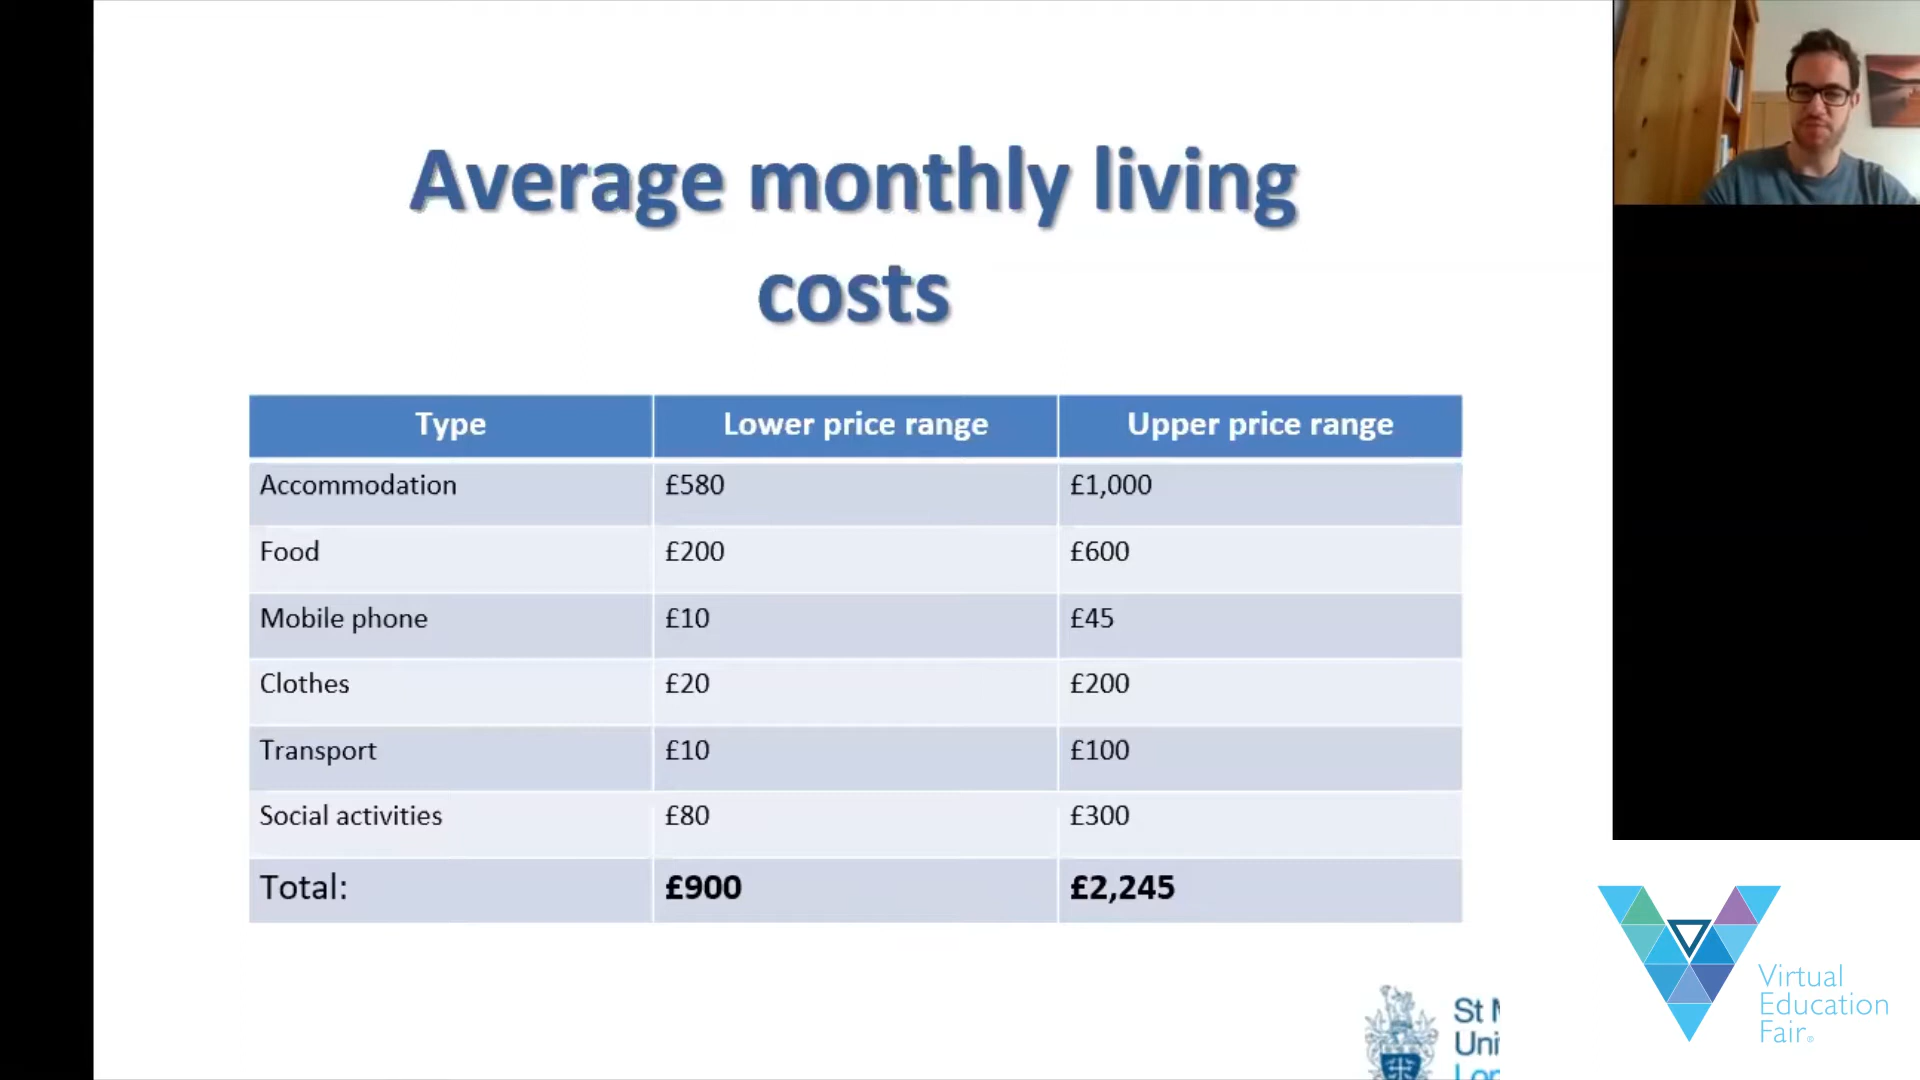 Average monthly living
costs
Type Lower price range Upper price range
Accommodation £580 £1,000
Food £200 £600
Mobile phone £10 £45
Clothes £20 £200
Transport £10 £100
Social activities £80 £300
Total: £900 £2,245
St
Virtual
Education
Fair